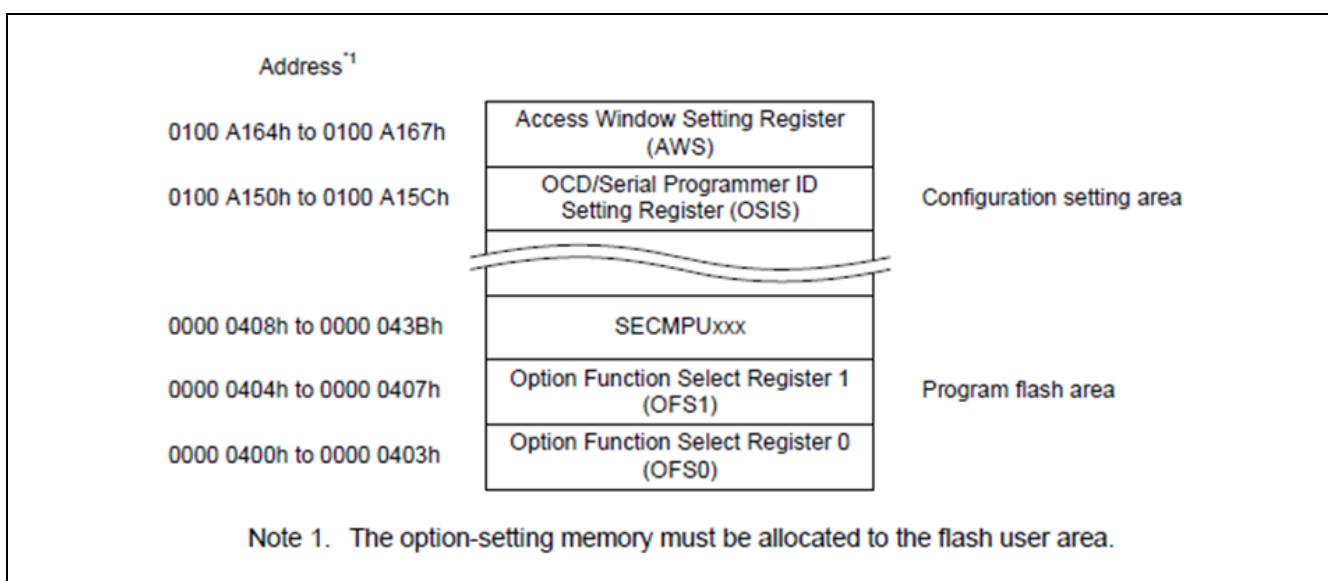 Address*1
0100 A164h to 0100 A167h
Access Window Setting Register
(AWS)
0100 A150h to 0100 A15Ch
OCD/Serial Programmer ID
Setting Register (OSIS)
Configuration setting area
0000 0408h to 0000 043Bh
SECMPUxxx
0000 0404h to 0000 0407h
Option Function Select Register 1
(OFS1)
Program flash area
0000 0400h to 0000 0403h
Option Function Select Register 0
(OFS0)
Note 1. The option-setting memory must be allocated to the flash user area.